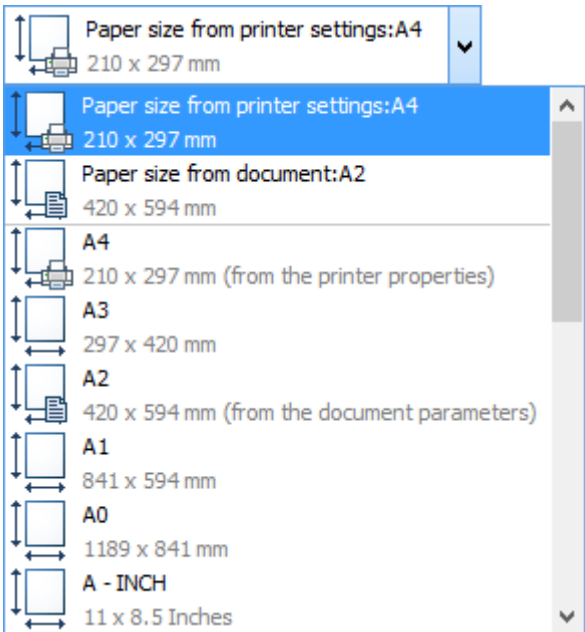 Paper size from printer settings:A4
210 x 297 mm
Paper size from printer settings:A4
210 x 297 mm
Paper size from document:A2
420 x 594 mm
A4
210 x 297 mm (from the printer properties)
A3
297 x 420 mm
A2
420 x 594 mm (from the document parameters)
A1
841 x 594 mm
A0
1189 x 841 mm
A - INCH
11 x 8.5 Inches